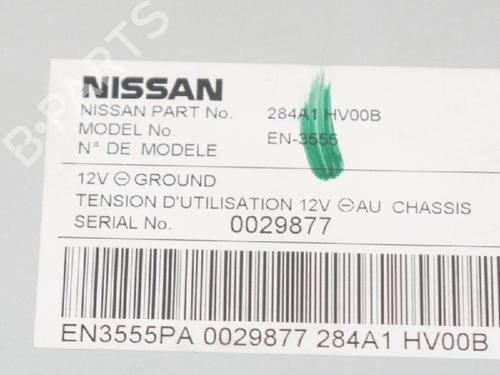 NISSAN
NISSAN PART No. 284A1 HV00B
MODEL No. EN-3555
N° DE MODELE
12V ⊖ GROUND
TENSION D'UTILISATION 12V ⊖ AU CHASSIS
SERIAL No. 0029877
EN3555PA 0029877 284A1 HV00B
B-PARTS